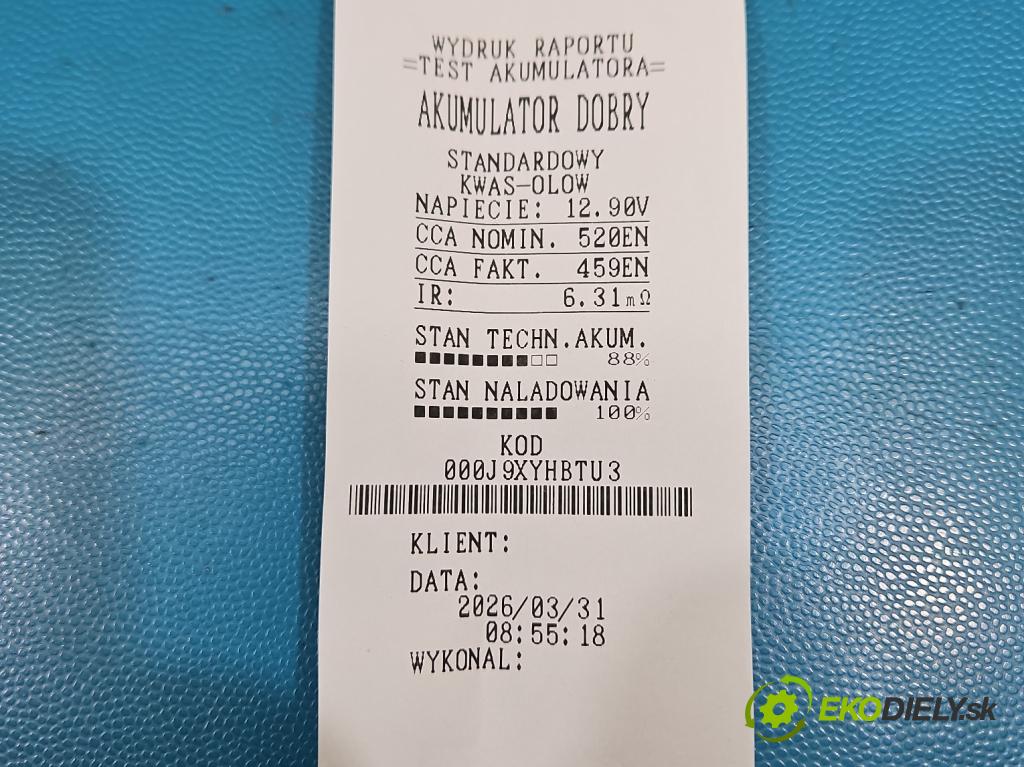 WYDRUK RAPORTU
=TEST AKUMULATORA=
AKUMULATOR DOBRY
STANDARDOWY
KWAS-OLOW
NAPIECIE: 12.90V
CCA NOMIN. 520EN
CCA FAKT. 459EN
IR: 6.31mΩ
STAN TECHN.AKUM.
88%
STAN NALADOWANIA
100%
KOD
000J9XYHBTU3
KLIENT:
DATA:
2026/03/31
08:55:18
WYKONAL:
EKODIELY.sk